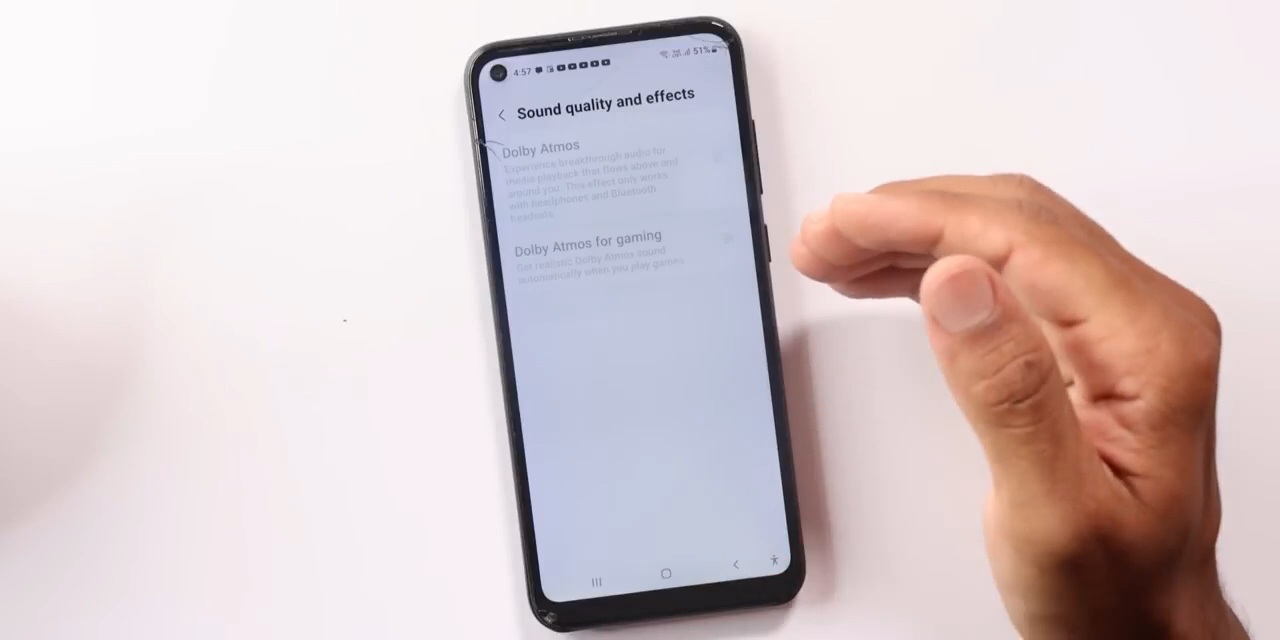 4:57
51%
Sound quality and effects
Dolby Atmos
Experience breakthrough audio for
media playback that flows above and
around you. This effect only works
with headphones and Bluetooth
headsets.
Dolby Atmos for gaming
Get realistic Dolby Atmos sound
automatically when you play games.